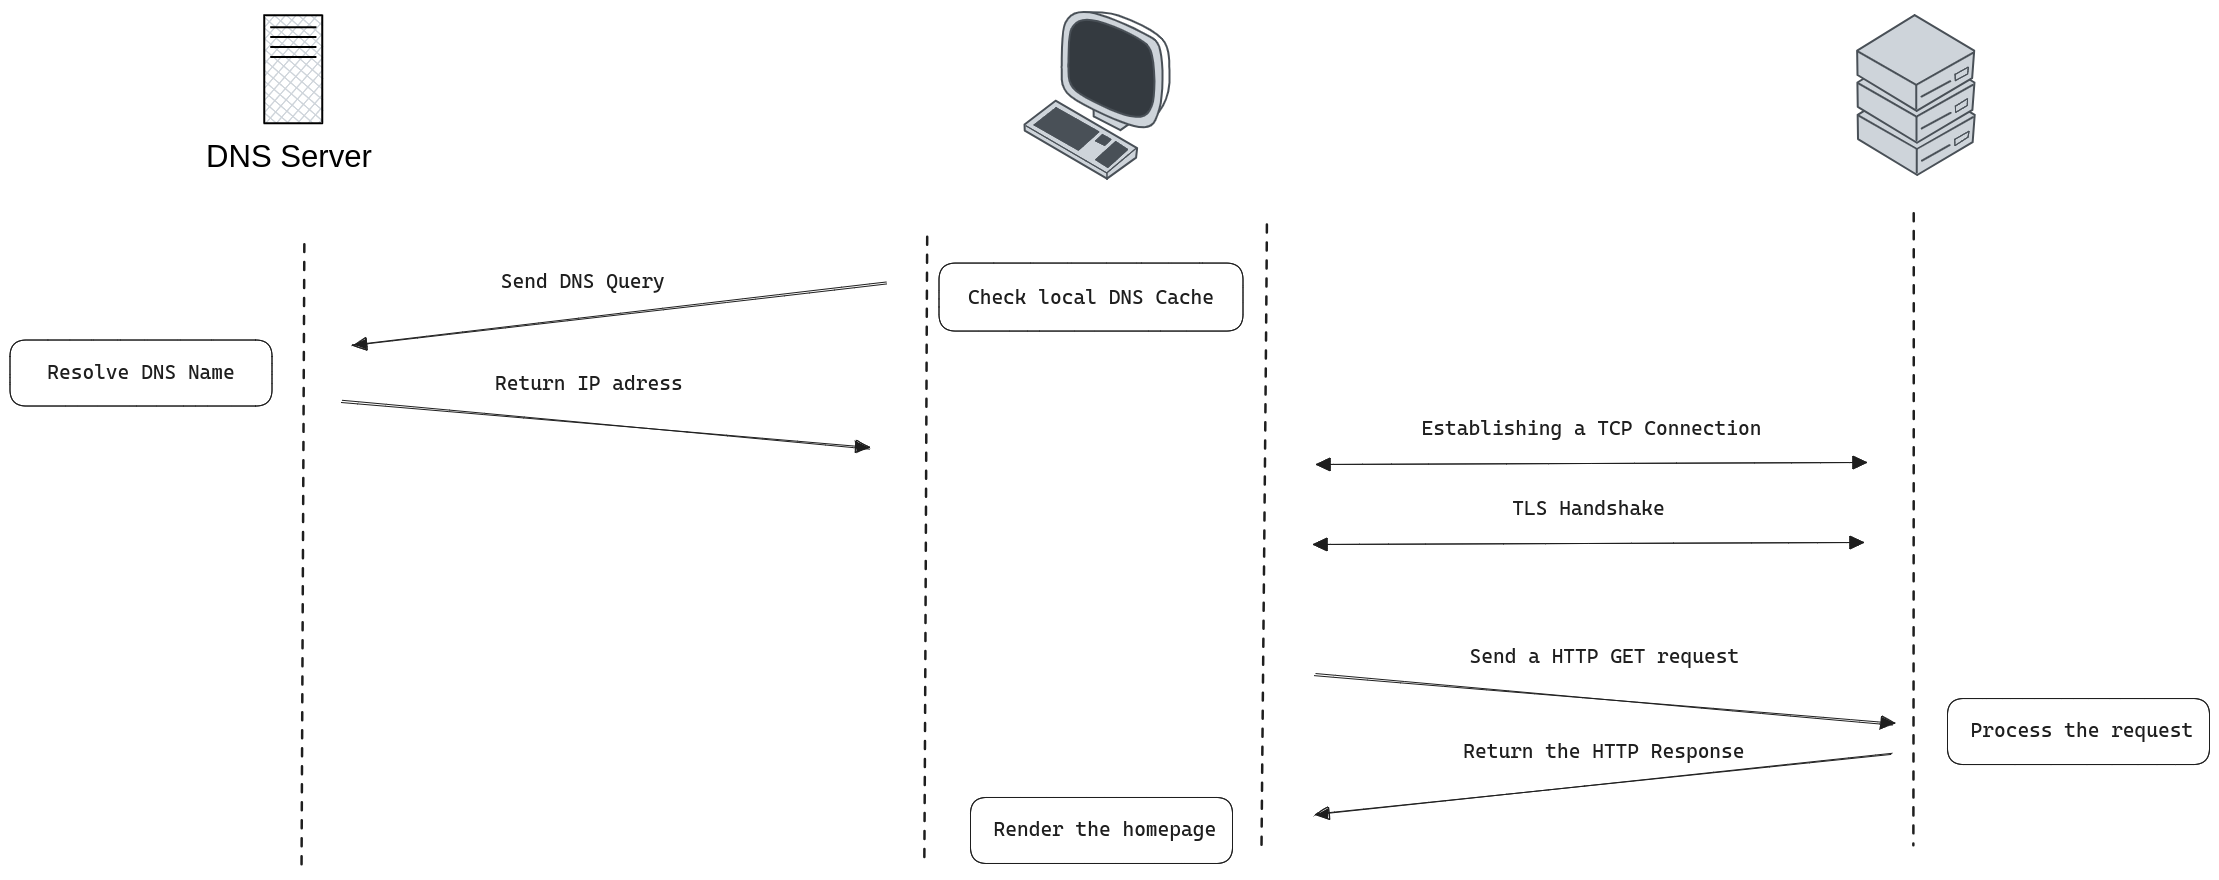 DNS Server
Send DNS Query
Check local DNS Cache
Resolve DNS Name
Return IP adress
Establishing a TCP Connection
TLS Handshake
Send a HTTP GET request
Process the request
Return the HTTP Response
Render the homepage